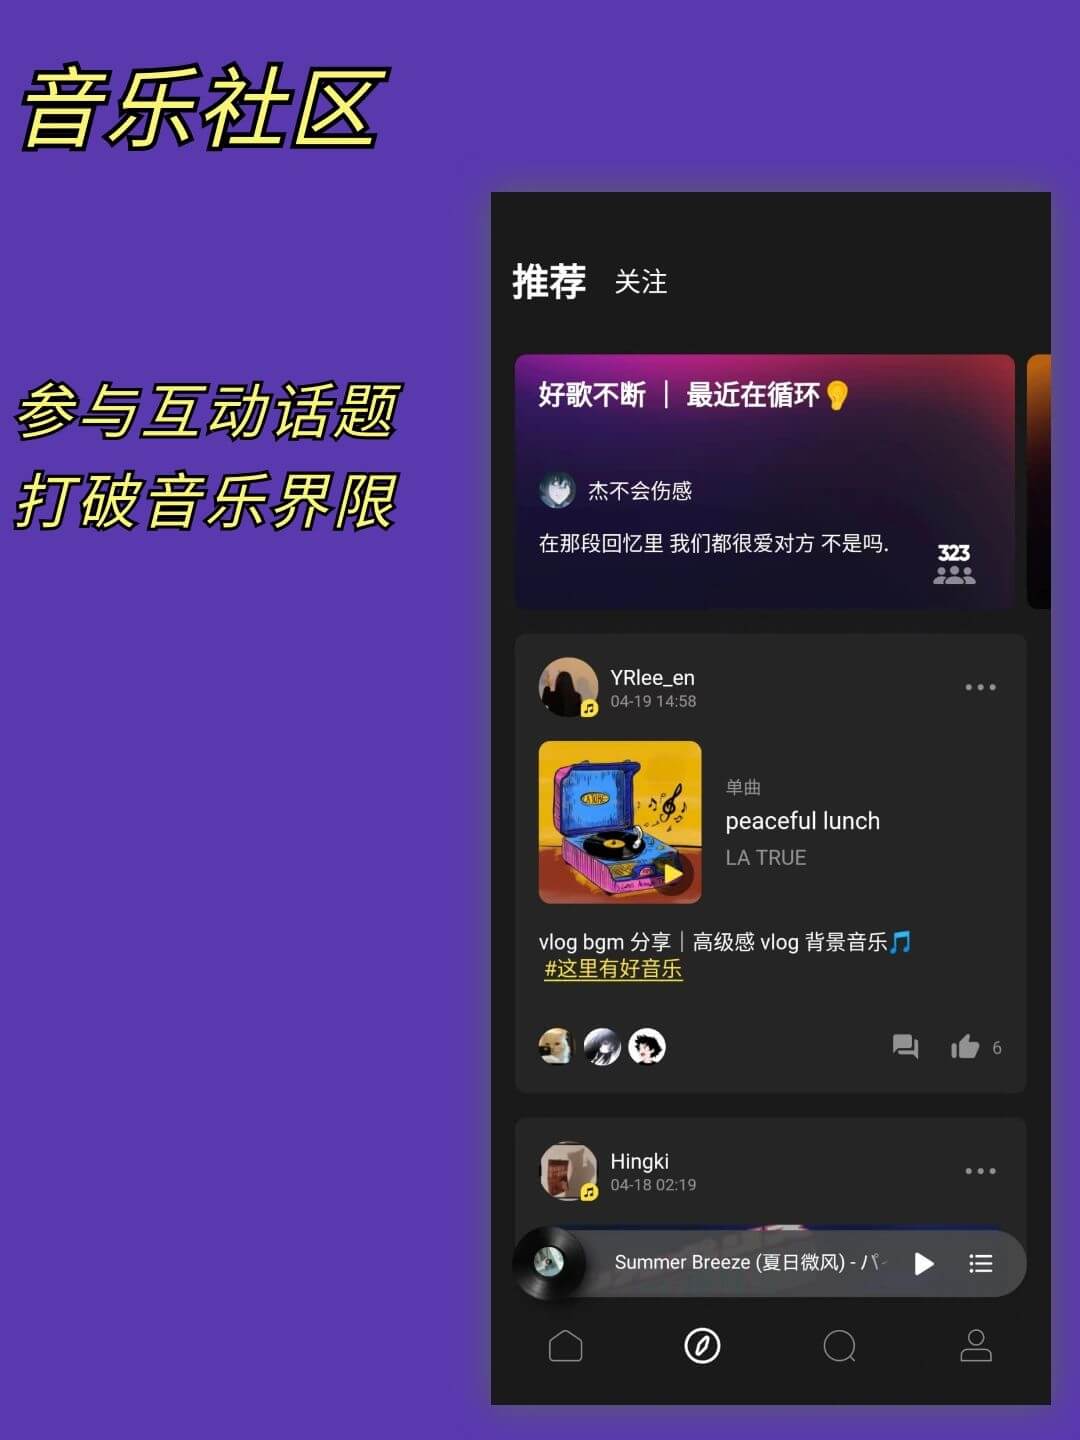 音乐社区
参与互动话题
打破音乐界限
推荐 关注
好歌不断 | 最近在循环👂
杰不会伤感
在那段回忆里 我们都很爱对方 不是吗.
323
YRlee_en
04-19 14:58
单曲
peaceful lunch
LA TRUE
vlog bgm 分享｜高级感 vlog 背景音乐🎵
#这里有好音乐
6
Hingki
04-18 02:19
Summer Breeze (夏日微风) - パ